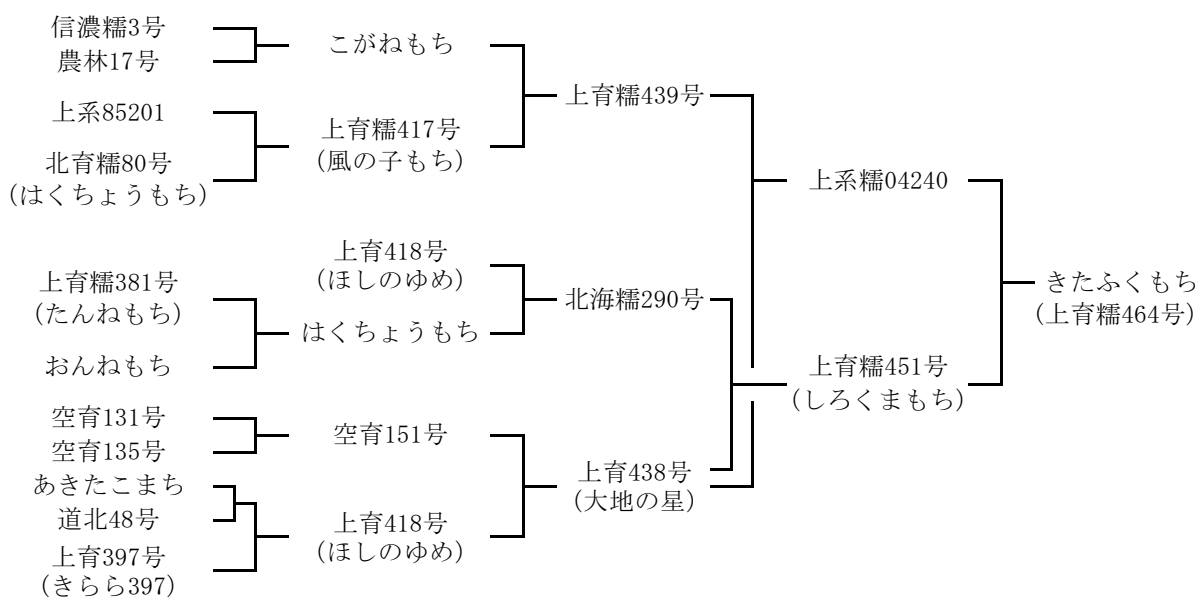 信濃糯3号
農林17号
こがねもち
上系85201
北育糯80号
(はくちょうもち)
上育糯417号
(風の子もち)
上育糯439号
上系糯04240
上育418号
(ほしのゆめ)
上育糯381号
(たんねもち)
おんねもち
はくちょうもち
北海糯290号
きたふくもち
(上育糯464号)
上育糯451号
(しろくまもち)
空育131号
空育135号
空育151号
あきたこまち
道北48号
上育397号
(きらら397)
上育418号
(ほしのゆめ)
上育438号
(大地の星)